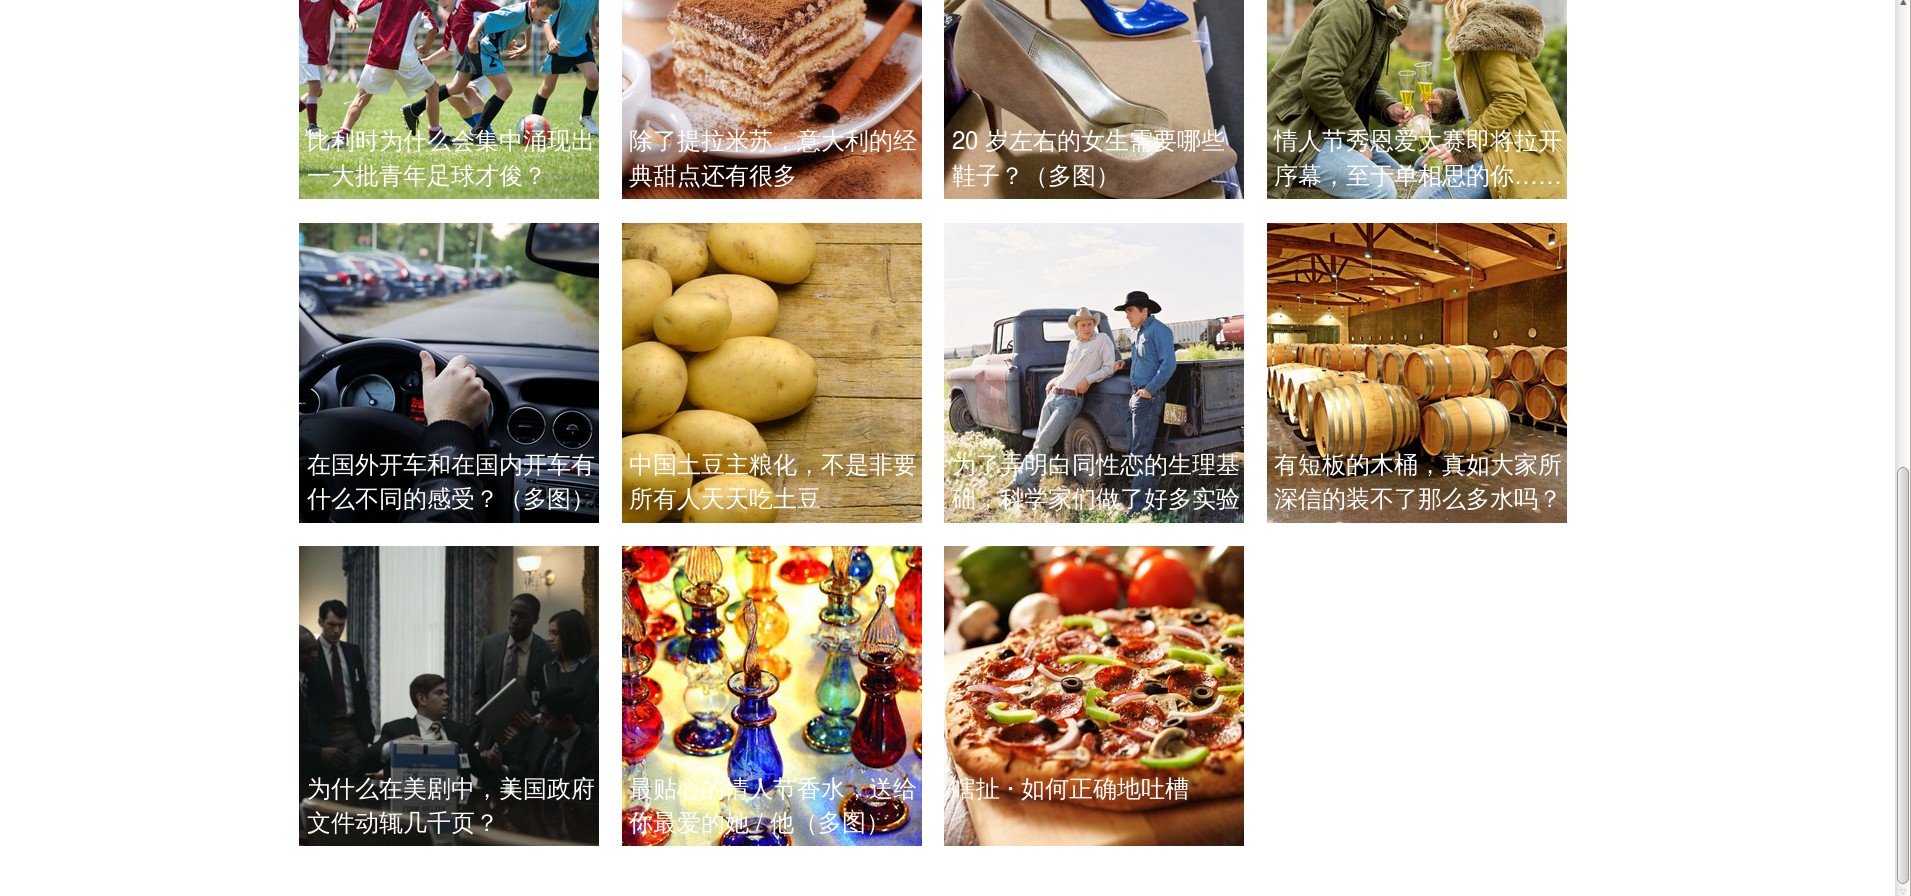 比利时为什么会集中涌现出
一大批青年足球才俊？
除了提拉米苏，意大利的经
典甜点还有很多
20 岁左右的女生需要哪些
鞋子？（多图）
情人节秀恩爱大赛即将拉开
序幕，至于单相思的你……
在国外开车和在国内开车有
什么不同的感受？（多图）
中国土豆主粮化，不是非要
所有人天天吃土豆
为了弄明白同性恋的生理基
础，科学家们做了好多实验
有短板的木桶，真如大家所
深信的装不了那么多水吗？
为什么在美剧中，美国政府
文件动辄几千页？
最贴心的情人节香水，送给
你最爱的她 / 他（多图）
瞎扯 · 如何正确地吐槽